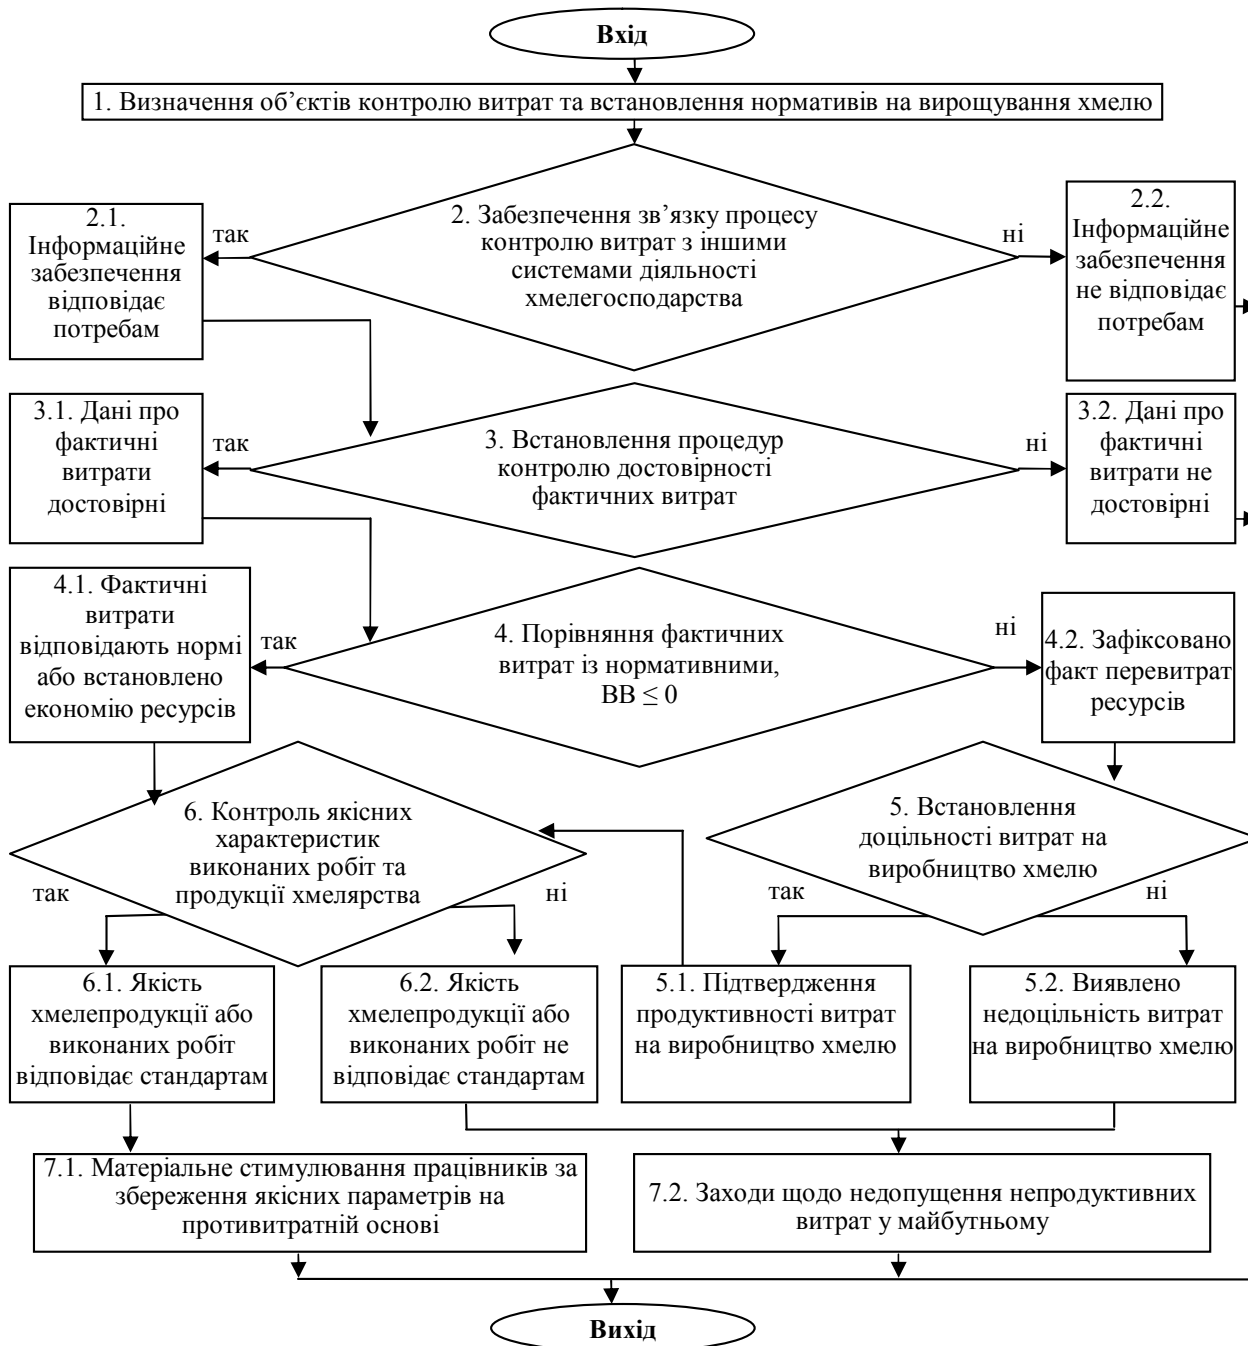 Вхід
1. Визначення об’єктів контролю витрат та встановлення нормативів на вирощування хмелю
2. Забезпечення зв’язку процесу
контролю витрат з іншими
системами діяльності
хмелегосподарства
так
ні
2.1.
Інформаційне
забезпечення
відповідає
потребам
2.2.
Інформаційне
забезпечення
не відповідає
потребам
3. Встановлення процедур
контролю достовірності
фактичних витрат
так
ні
3.1. Дані про
фактичні
витрати
достовірні
3.2. Дані про
фактичні
витрати не
достовірні
4. Порівняння фактичних
витрат із нормативними,
ВВ ≤ 0
так
ні
4.1. Фактичні
витрати
відповідають нормі
або встановлено
економію ресурсів
4.2. Зафіксовано
факт перевитрат
ресурсів
6. Контроль якісних
характеристик
виконаних робіт та
продукції хмелярства
так
ні
5. Встановлення
доцільності витрат на
виробництво хмелю
так
ні
6.1. Якість
хмелепродукції або
виконаних робіт
відповідає стандартам
6.2. Якість
хмелепродукції або
виконаних робіт не
відповідає стандартам
5.1. Підтвердження
продуктивності витрат
на виробництво хмелю
5.2. Виявлено
недоцільність витрат
на виробництво хмелю
7.1. Матеріальне стимулювання працівників за
збереження якісних параметрів на
противитратній основі
7.2. Заходи щодо недопущення непродуктивних
витрат у майбутньому
Вихід